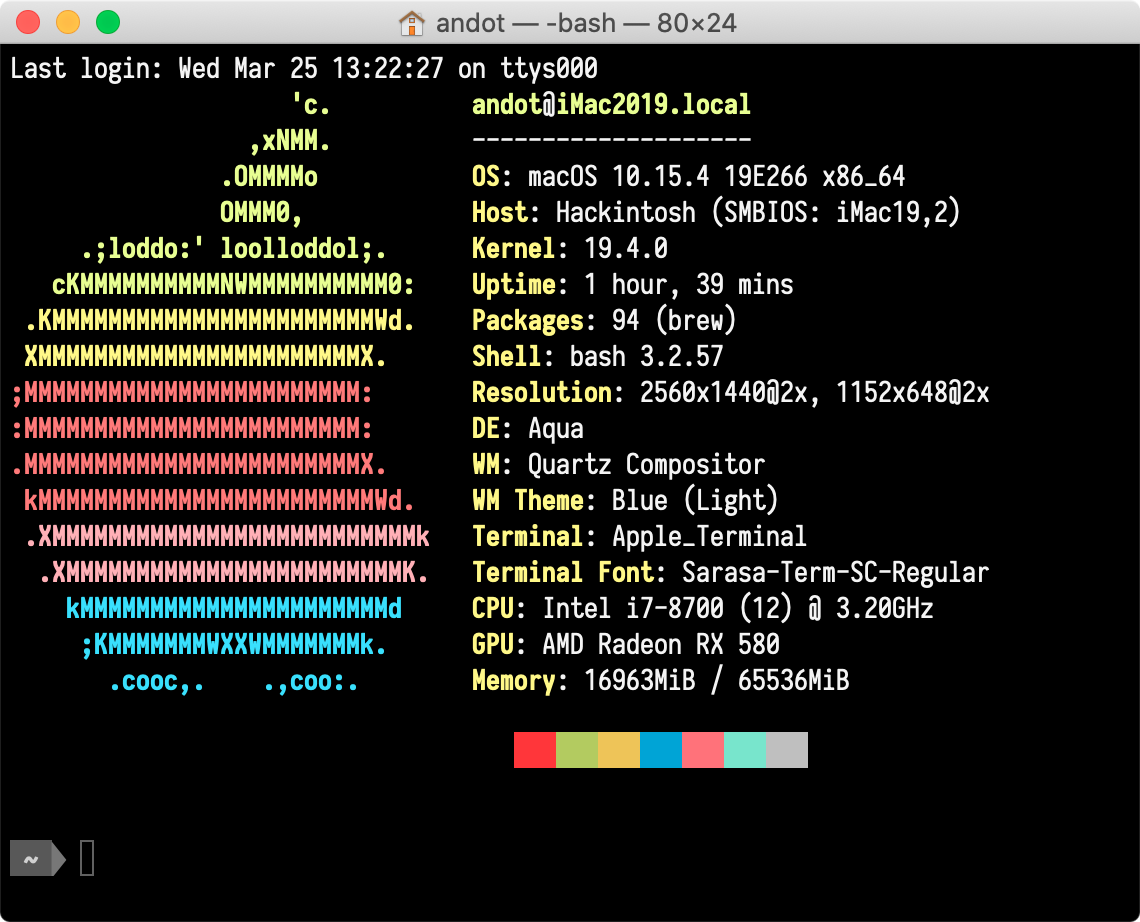 andot — -bash — 80×24
Last login: Wed Mar 25 13:22:27 on ttys000
                    'c.          andot@iMac2019.local
                 ,xNMM.          --------------------
               .OMMMMo           OS: macOS 10.15.4 19E266 x86_64
               OMMM0,            Host: Hackintosh (SMBIOS: iMac19,2)
     .;loddo:' loolloddol;.      Kernel: 19.4.0
   cKMMMMMMMMMMNWMMMMMMMMMM0:    Uptime: 1 hour, 39 mins
 .KMMMMMMMMMMMMMMMMMMMMMMMWd.    Packages: 94 (brew)
 XMMMMMMMMMMMMMMMMMMMMMMMX.      Shell: bash 3.2.57
;MMMMMMMMMMMMMMMMMMMMMMMM:       Resolution: 2560x1440@2x, 1152x648@2x
:MMMMMMMMMMMMMMMMMMMMMMMM:       DE: Aqua
.MMMMMMMMMMMMMMMMMMMMMMMMX.      WM: Quartz Compositor
 kMMMMMMMMMMMMMMMMMMMMMMMMWd.    WM Theme: Blue (Light)
 .XMMMMMMMMMMMMMMMMMMMMMMMMMMk   Terminal: Apple_Terminal
  .XMMMMMMMMMMMMMMMMMMMMMMMMK.   Terminal Font: Sarasa-Term-SC-Regular
    kMMMMMMMMMMMMMMMMMMMMMMd     CPU: Intel i7-8700 (12) @ 3.20GHz
     ;KMMMMMMMWXXWMMMMMMMk.      GPU: AMD Radeon RX 580
       .cooc,.    .,coo:.        Memory: 16963MiB / 65536MiB
~